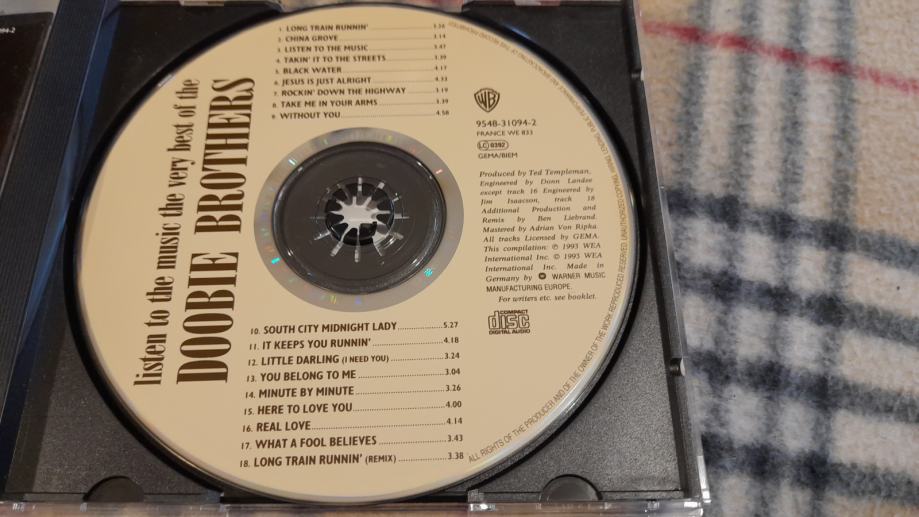 094-2
listen to the music the very best of the
DOOBIE BROTHERS
1. LONG TRAIN RUNNIN' 3.26
2. CHINA GROVE 3.14
3. LISTEN TO THE MUSIC 3.47
4. TAKIN' IT TO THE STREETS 3.39
5. BLACK WATER 4.17
6. JESUS IS JUST ALRIGHT 4.33
7. ROCKIN' DOWN THE HIGHWAY 3.19
8. TAKE ME IN YOUR ARMS 3.39
9. WITHOUT YOU 4.58
W
9548-31094-2
FRANCE WE 833
LC 0392
GEMA/BIEM
Produced by Ted Templeman,
Engineered by Donn Landee
except track 16 Engineered by
Jim Isaacson, track 18
Additional Production and
Remix by Ben Liebrand.
Mastered by Adrian Von Ripka.
All tracks Licensed by GEMA.
This compilation: ℗ 1993 WEA
International Inc. © 1993 WEA
International Inc. Made in
Germany by WARNER MUSIC
MANUFACTURING EUROPE.
For writers etc. see booklet.
COMPACT
disc
DIGITAL AUDIO
10. SOUTH CITY MIDNIGHT LADY 5.27
11. IT KEEPS YOU RUNNIN' 4.18
12. LITTLE DARLING (I NEED YOU) 3.24
13. YOU BELONG TO ME 3.04
14. MINUTE BY MINUTE 3.26
15. HERE TO LOVE YOU 4.00
16. REAL LOVE 4.14
17. WHAT A FOOL BELIEVES 3.43
18. LONG TRAIN RUNNIN' (REMIX) 3.38
ALL RIGHTS OF THE PRODUCER AND OF THE OWNER OF THE WORK REPRODUCED RESERVED UNAUTHORIZED COPYING